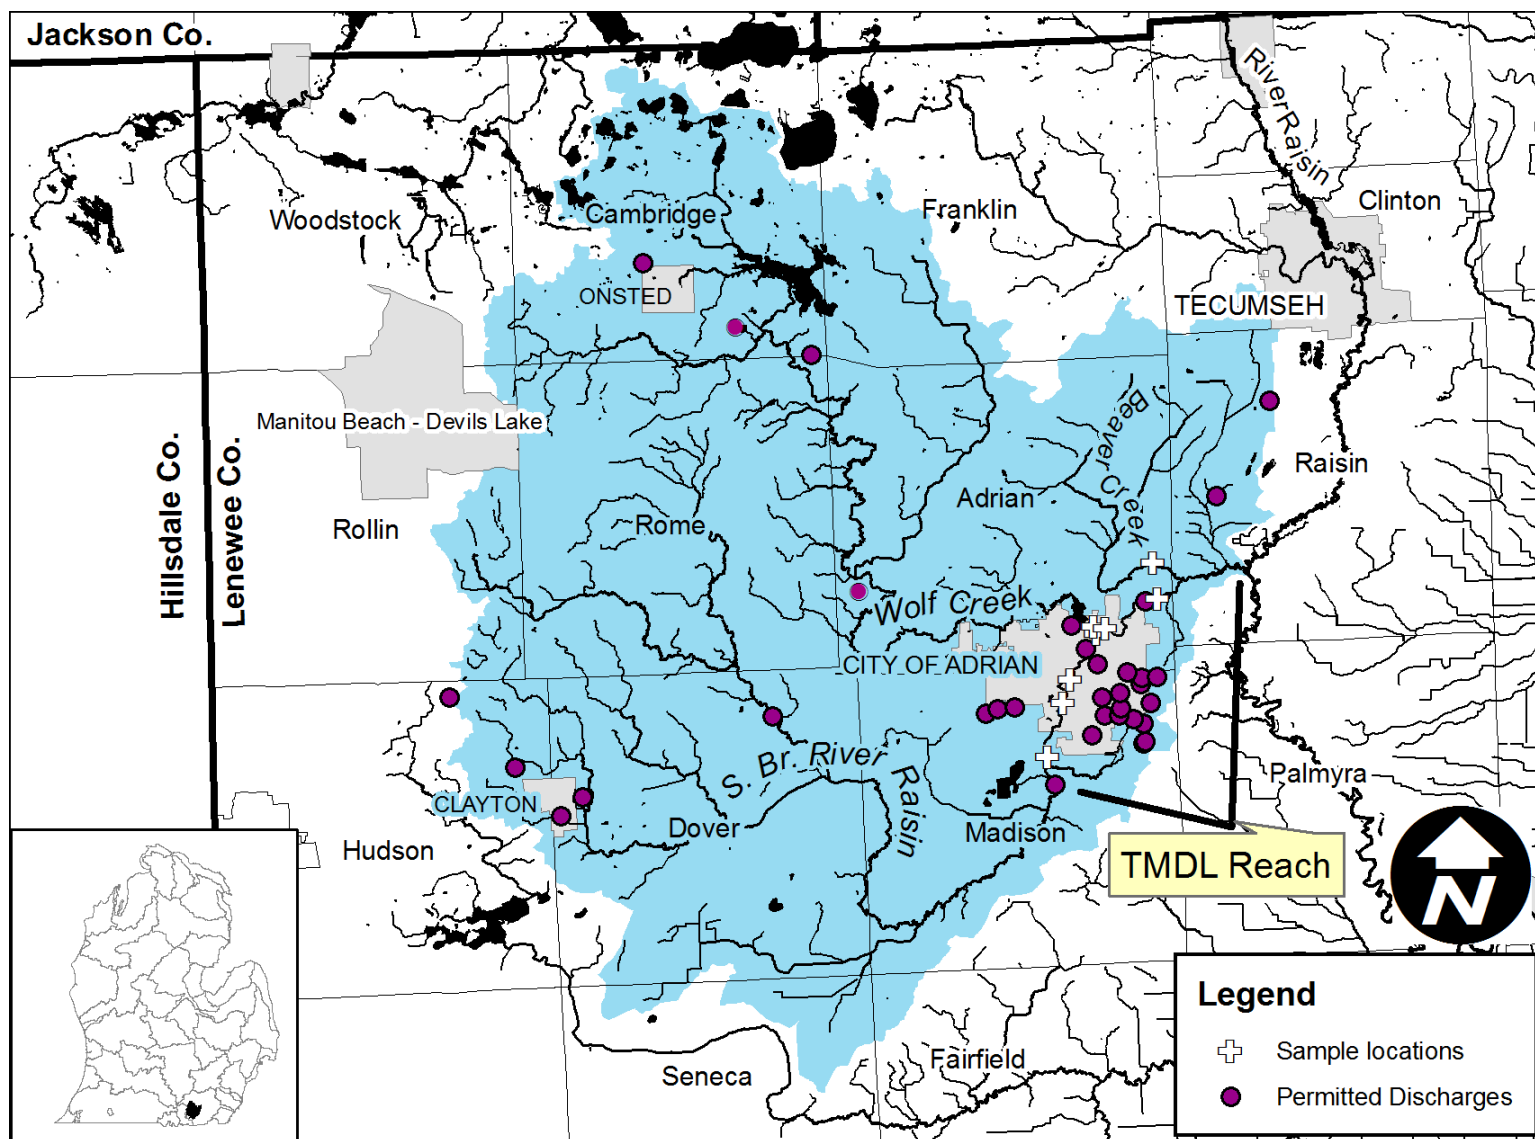 Jackson Co.
River Raisin
Woodstock
Cambridge
Franklin
Clinton
ONSTED
TECUMSEH
Manitou Beach - Devils Lake
Beaver Creek
Hillsdale Co.
Lenewee Co.
Raisin
Adrian
Rollin
Rome
Wolf Creek
CITY OF ADRIAN
S. Br. River Raisin
Palmyra
CLAYTON
Dover
Madison
Hudson
TMDL Reach
N
Legend
Sample locations
Permitted Discharges
Fairfield
Seneca